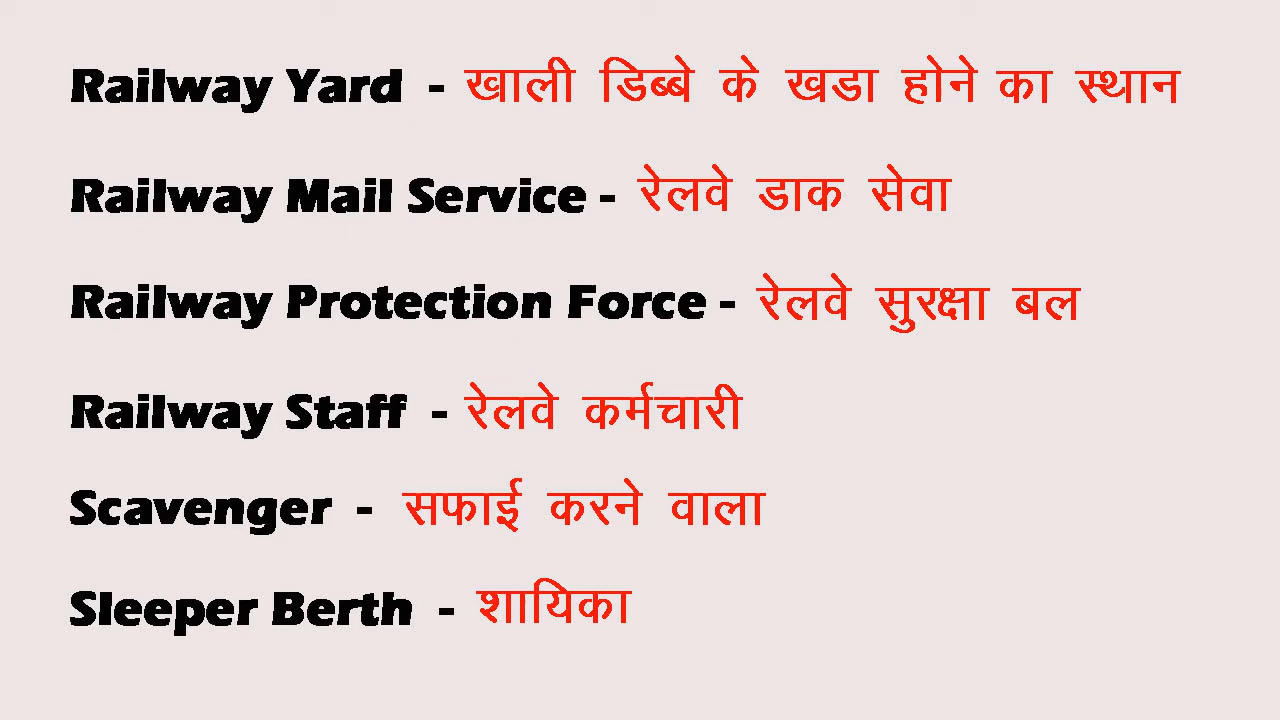 Railway Yard - खाली डिब्बे के खडा होने का स्थान
Railway Mail Service - रेलवे डाक सेवा
Railway Protection Force - रेलवे सुरक्षा बल
Railway Staff - रेलवे कर्मचारी
Scavenger - सफाई करने वाला
Sleeper Berth - शायिका